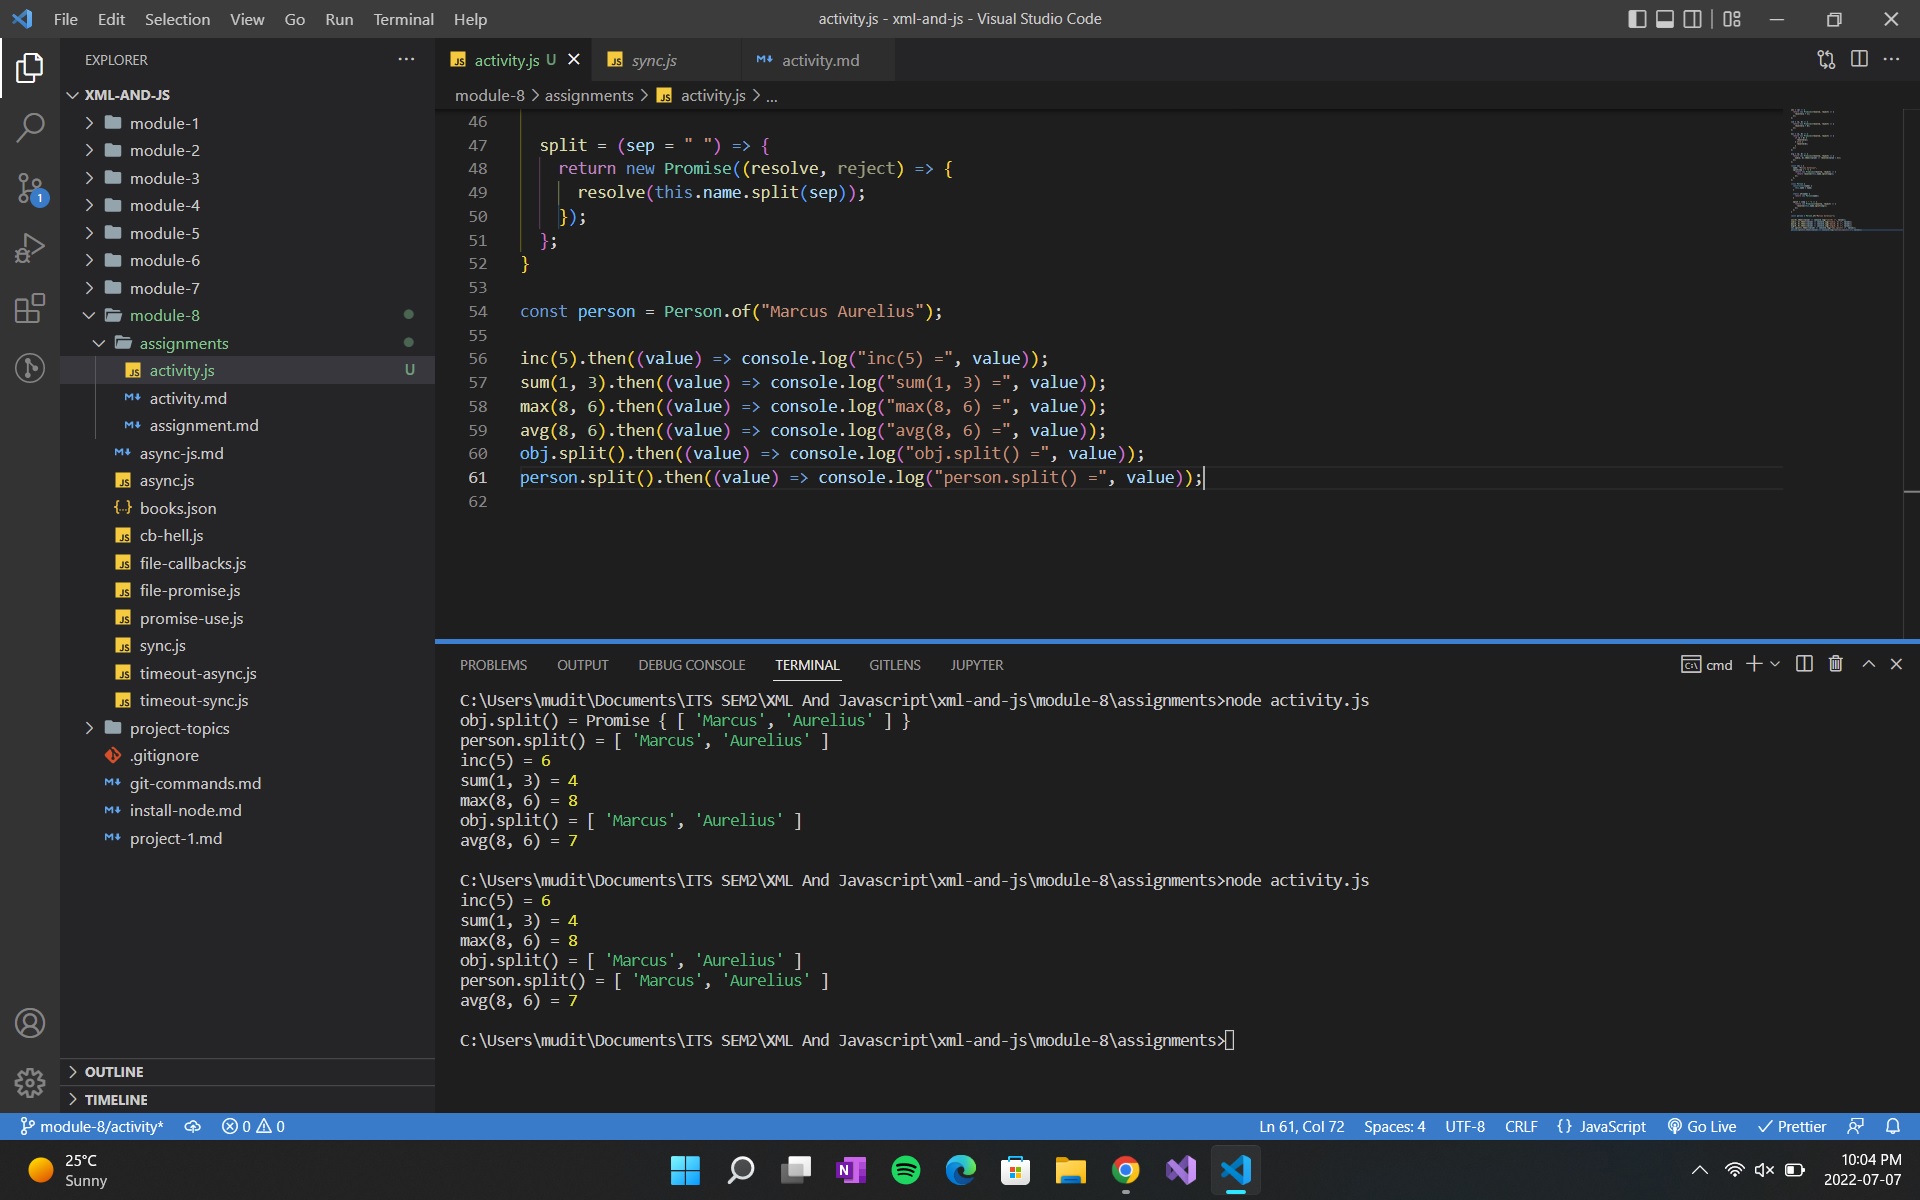 File Edit Selection View Go Run Terminal Help
activity.js - xml-and-js - Visual Studio Code
EXPLORER
XML-AND-JS
module-1
module-2
module-3
module-4
module-5
module-6
module-7
module-8
assignments
activity.js U
activity.md
assignment.md
async-js.md
async.js
books.json
cb-hell.js
file-callbacks.js
file-promise.js
promise-use.js
sync.js
timeout-async.js
timeout-sync.js
project-topics
.gitignore
git-commands.md
install-node.md
project-1.md
OUTLINE
TIMELINE
1
activity.js U
sync.js
activity.md
module-8 > assignments > JS activity.js > ...
46
47 split = (sep = " ") => {
48 return new Promise((resolve, reject) => {
49 resolve(this.name.split(sep));
50 });
51 };
52 }
53
54 const person = Person.of("Marcus Aurelius");
55
56 inc(5).then((value) => console.log("inc(5) =", value));
57 sum(1, 3).then((value) => console.log("sum(1, 3) =", value));
58 max(8, 6).then((value) => console.log("max(8, 6) =", value));
59 avg(8, 6).then((value) => console.log("avg(8, 6) =", value));
60 obj.split().then((value) => console.log("obj.split() =", value));
61 person.split().then((value) => console.log("person.split() =", value));
62
PROBLEMS OUTPUT DEBUG CONSOLE TERMINAL GITLENS JUPYTER
cmd
C:\Users\mudit\Documents\ITS SEM2\XML And Javascript\xml-and-js\module-8\assignments>node activity.js
obj.split() = Promise { [ 'Marcus', 'Aurelius' ] }
person.split() = [ 'Marcus', 'Aurelius' ]
inc(5) = 6
sum(1, 3) = 4
max(8, 6) = 8
obj.split() = [ 'Marcus', 'Aurelius' ]
avg(8, 6) = 7
C:\Users\mudit\Documents\ITS SEM2\XML And Javascript\xml-and-js\module-8\assignments>node activity.js
inc(5) = 6
sum(1, 3) = 4
max(8, 6) = 8
obj.split() = [ 'Marcus', 'Aurelius' ]
person.split() = [ 'Marcus', 'Aurelius' ]
avg(8, 6) = 7
C:\Users\mudit\Documents\ITS SEM2\XML And Javascript\xml-and-js\module-8\assignments>
module-8/activity* 0 0
Ln 61, Col 72 Spaces: 4 UTF-8 CRLF {} JavaScript Go Live Prettier
25°C
Sunny
10:04 PM
2022-07-07